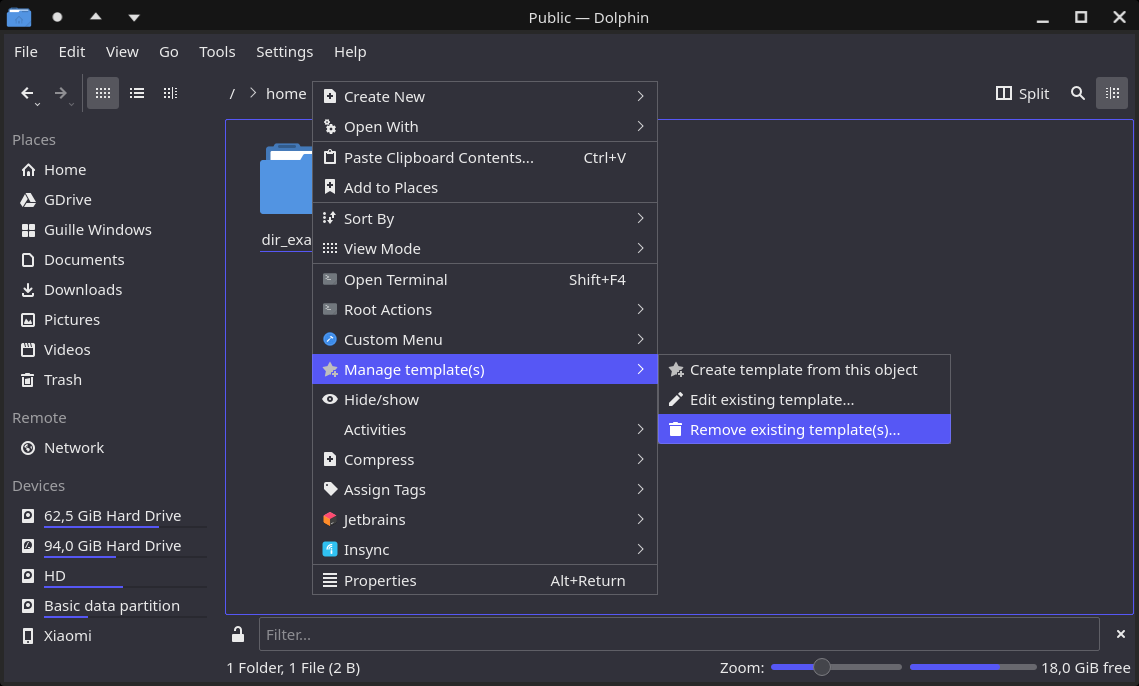 Public — Dolphin
File Edit View Go Tools Settings Help
/ > home
Split
Places
Home
GDrive
Guille Windows
Documents
Downloads
Pictures
Videos
Trash
Remote
Network
Devices
62,5 GiB Hard Drive
94,0 GiB Hard Drive
HD
Basic data partition
Xiaomi
dir_exa
Create New
Open With
Paste Clipboard Contents... Ctrl+V
Add to Places
Sort By
View Mode
Open Terminal Shift+F4
Root Actions
Custom Menu
Manage template(s)
Hide/show
Activities
Compress
Assign Tags
Jetbrains
Insync
Properties Alt+Return
Create template from this object
Edit existing template...
Remove existing template(s)...
Filter...
1 Folder, 1 File (2 B)
Zoom:
18,0 GiB free